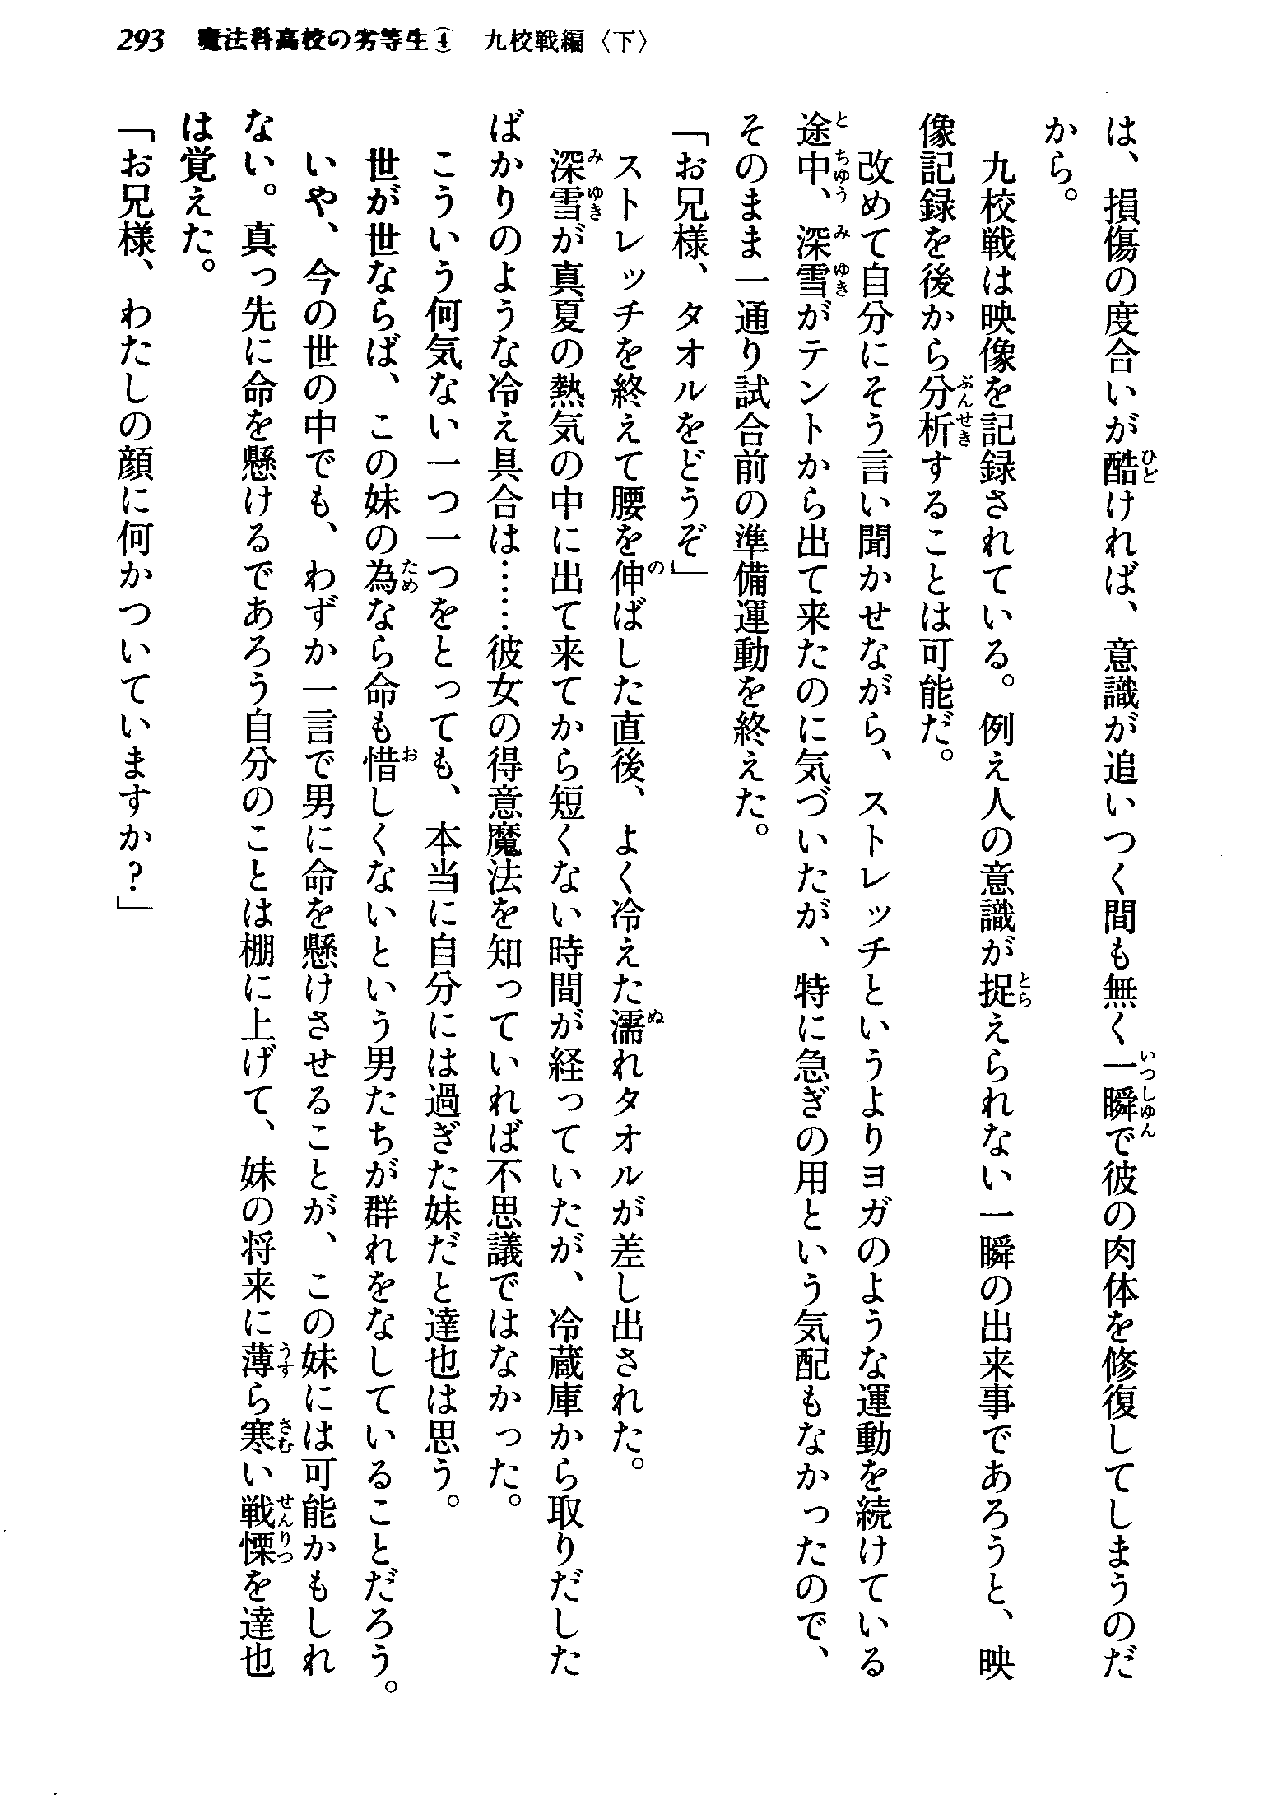 293　魔法科高校の劣等生④　九校戦編〈下〉
は、損傷の度合いが酷ければ、意識が追いつく間も無く一瞬で彼の肉体を修復してしまうのだ
から。
　九校戦は映像を記録されている。例え人の意識が捉えられない一瞬の出来事であろうと、映
像記録を後から分析することは可能だ。
　改めて自分にそう言い聞かせながら、ストレッチというよりヨガのような運動を続けている
途中、深雪がテントから出て来たのに気づいたが、特に急ぎの用という気配もなかったので、
そのまま一通り試合前の準備運動を終えた。
「お兄様、タオルをどうぞ」
　ストレッチを終えて腰を伸ばした直後、よく冷えた濡れタオルが差し出された。
　深雪が真夏の熱気の中に出て来てから短くない時間が経っていたが、冷蔵庫から取りだした
ばかりのような冷え具合は……彼女の得意魔法を知っていれば不思議ではなかった。
　こういう何気ない一つ一つをとっても、本当に自分には過ぎた妹だと達也は思う。
　世が世ならば、この妹の為なら命も惜しくないという男たちが群れをなしていることだろう。
　いや、今の世の中でも、わずか一言で男に命を懸けさせることが、この妹には可能かもしれ
ない。真っ先に命を懸けるであろう自分のことは棚に上げて、妹の将来に薄ら寒い戦慄を達也
は覚えた。
「お兄様、わたしの顔に何かついていますか？」